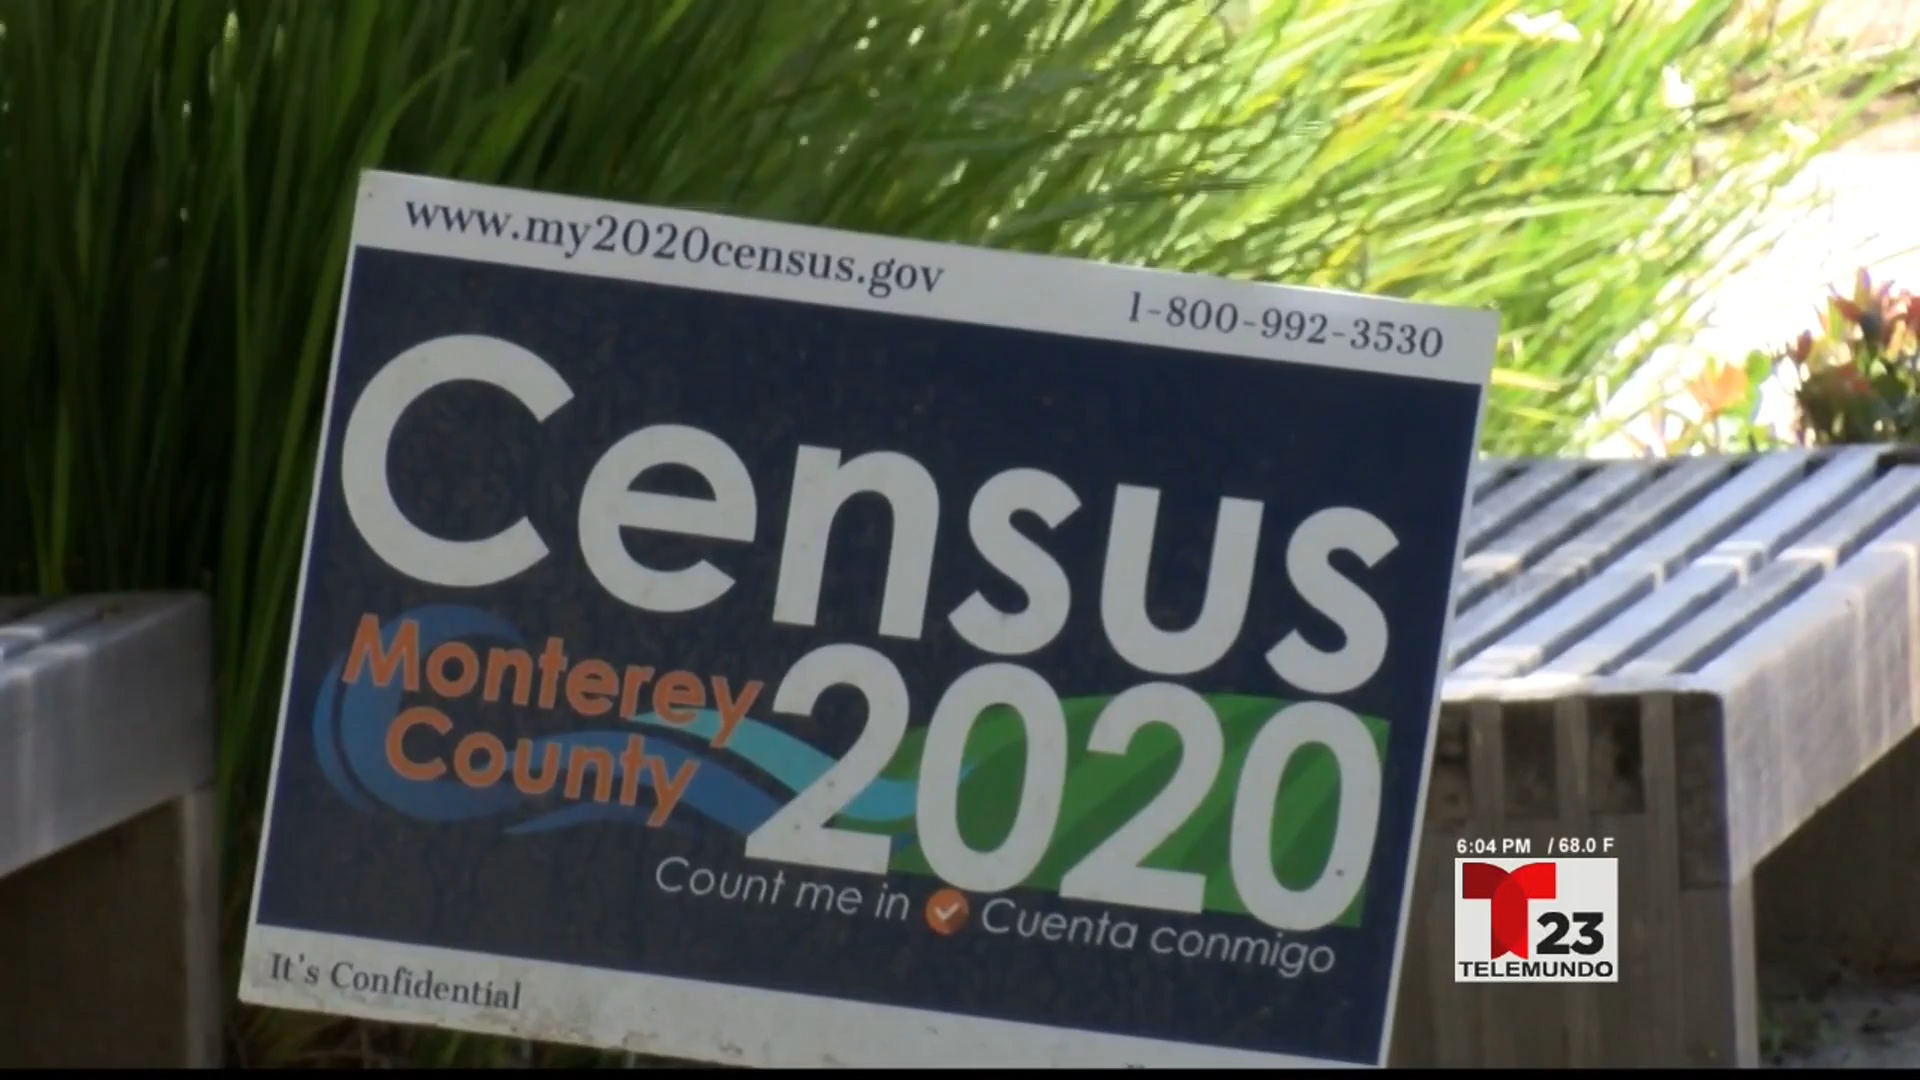 www.my2020census.gov
1-800-992-3530
Census
Monterey
County
2020
Count me in Cuenta conmigo
It's Confidential
6:04 PM / 68.0 F
T 23
TELEMUNDO